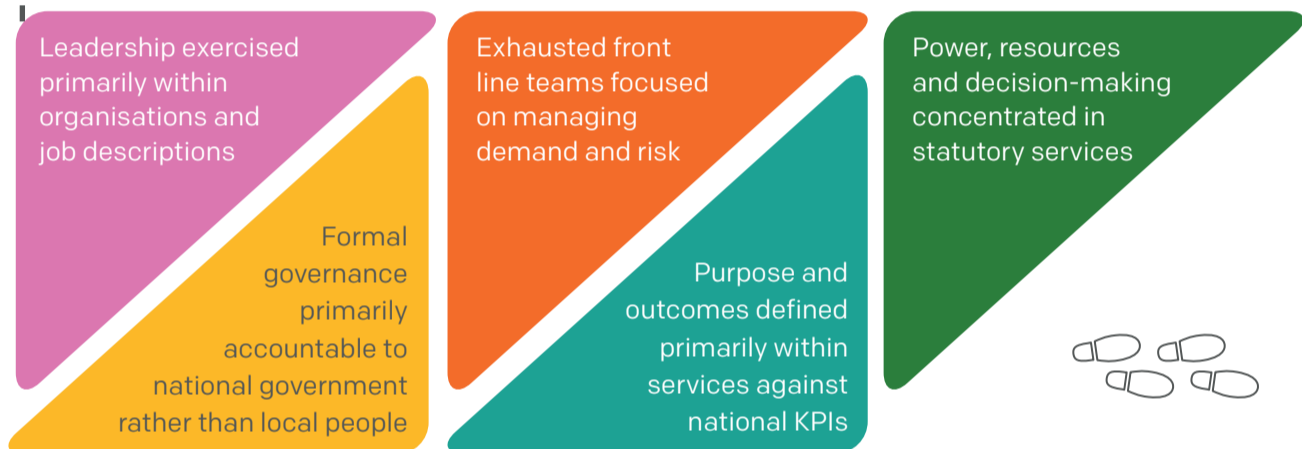 Leadership exercised
primarily within
organisations and
job descriptions
Formal
governance
primarily
accountable to
national government
rather than local people
Exhausted front
line teams focused
on managing
demand and risk
Purpose and
outcomes defined
primarily within
services against
national KPIs
Power, resources
and decision-making
concentrated in
statutory services